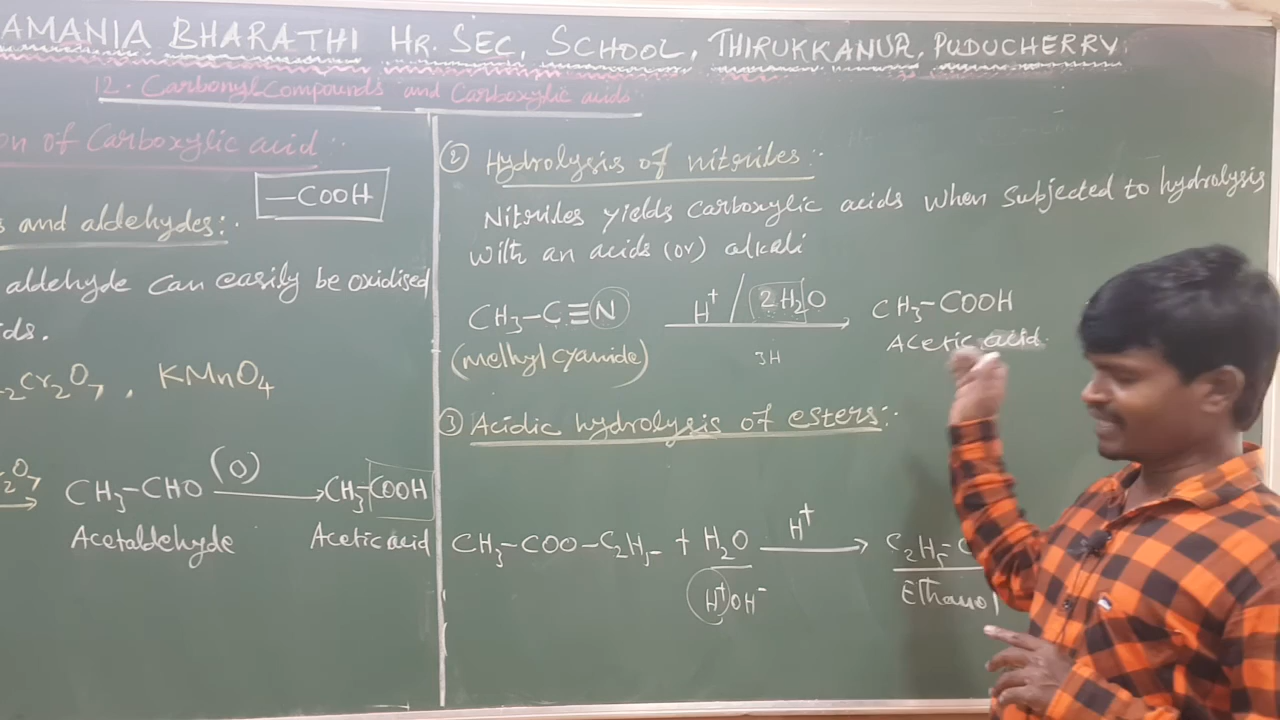 AMANIA BHARATHI HR. SEC, SCHOOL, THIRUKKANUR, PUDUCHERRY
12. Carbonyl Compounds and Carboxylic acids
on of Carboxylic acid :-
—COOH
s and aldehydes:-
aldehyde can easily be oxidised
ds.
₂Cr₂O₇ , KMnO₄
r₂O₇
CH₃–CHO (O) → CH₃–COOH
Acetaldehyde Acetic acid
② Hydrolysis of nitriles:-
Nitriles yields carboxylic acids when subjected to hydrolysis
with an acids (or) alkali
CH₃–C≡N H⁺ / 2H₂O → CH₃–COOH
(methyl cyanide) 3H Acetic acid.
③ Acidic hydrolysis of esters:-
CH₃–COO–C₂H₅– + H₂O H⁺ → C₂H₅–
H⁺OH⁻ Ethanol